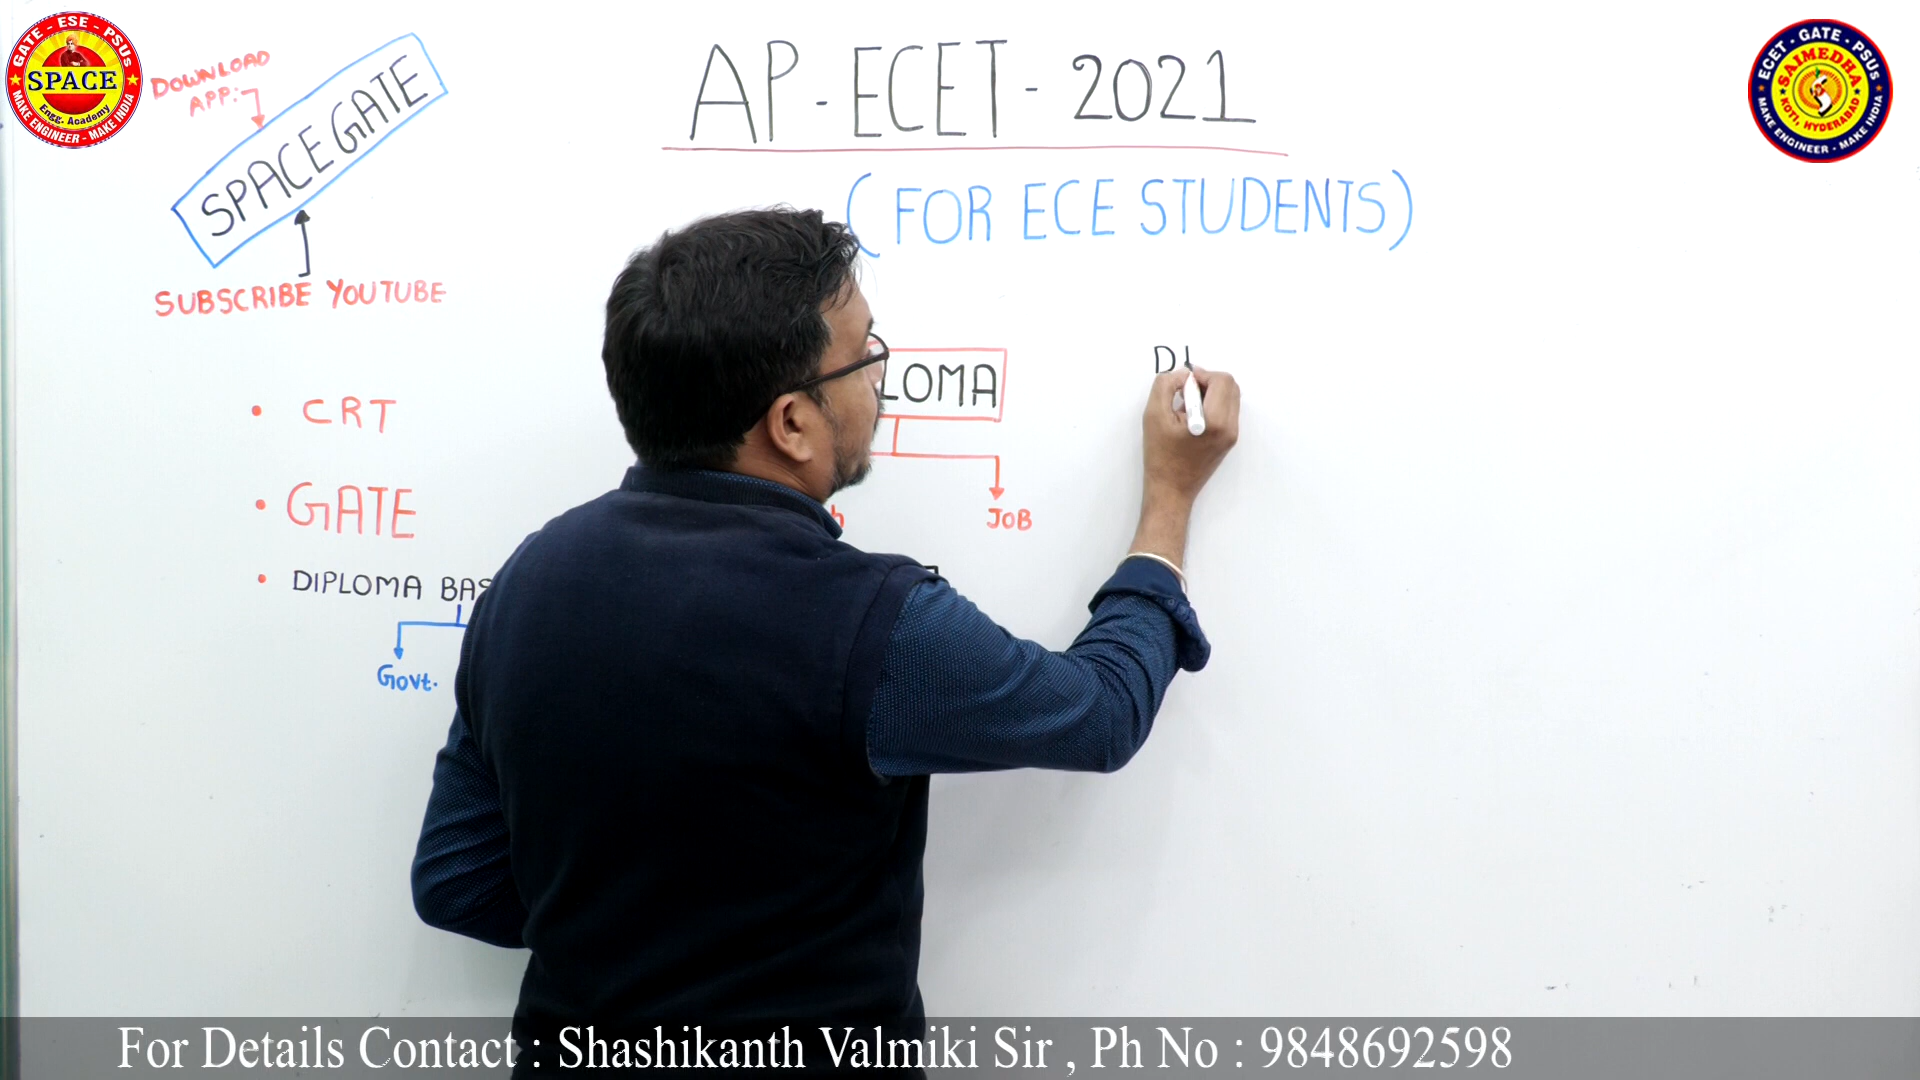 GATE - ESE - PSUs
SPACE
Engg. Academy
MAKE ENGINEER - MAKE INDIA
DOWNLOAD
APP:-
SPACE GATE
SUBSCRIBE YOUTUBE
AP - ECET - 2021
(FOR ECE STUDENTS)
ECET - GATE - PSUs
SAIMEDHA
KOTI, HYDERABAD
MAKE ENGINEER - MAKE INDIA
• CRT
• GATE
• DIPLOMA BAS
Govt.
LOMA
JOB
DI
For Details Contact : Shashikanth Valmiki Sir , Ph No : 9848692598